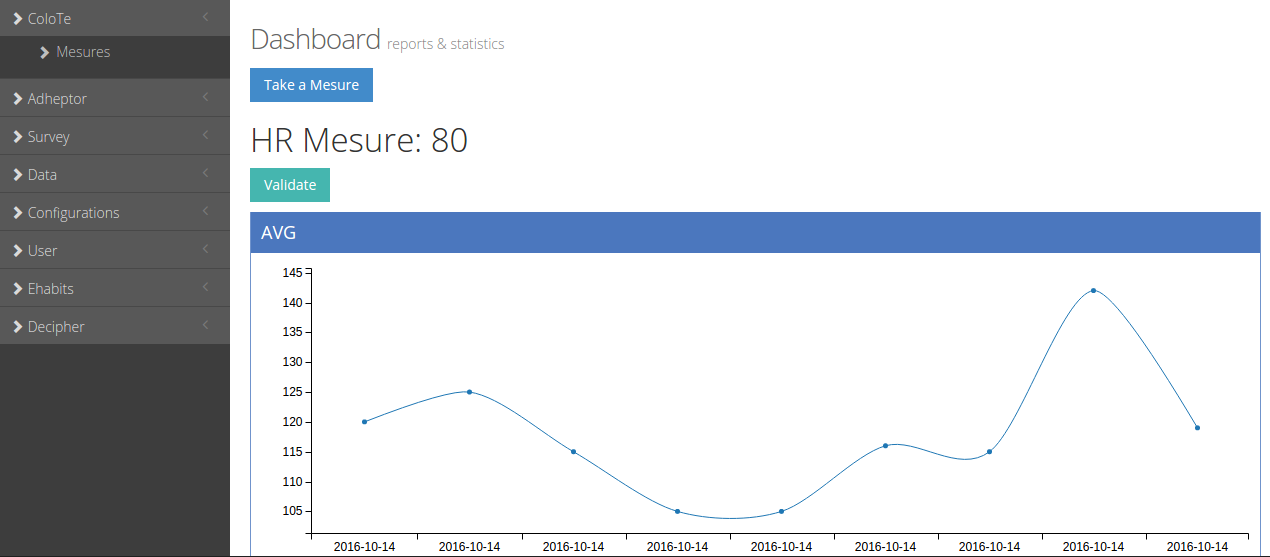 ColoTe
Mesures
Adheptor
Survey
Data
Configurations
User
Ehabits
Decipher
Dashboard reports & statistics
Take a Mesure
HR Mesure: 80
Validate
AVG
145
140
135
130
125
120
115
110
105
2016-10-14 2016-10-14 2016-10-14 2016-10-14 2016-10-14 2016-10-14 2016-10-14 2016-10-14 2016-10-14